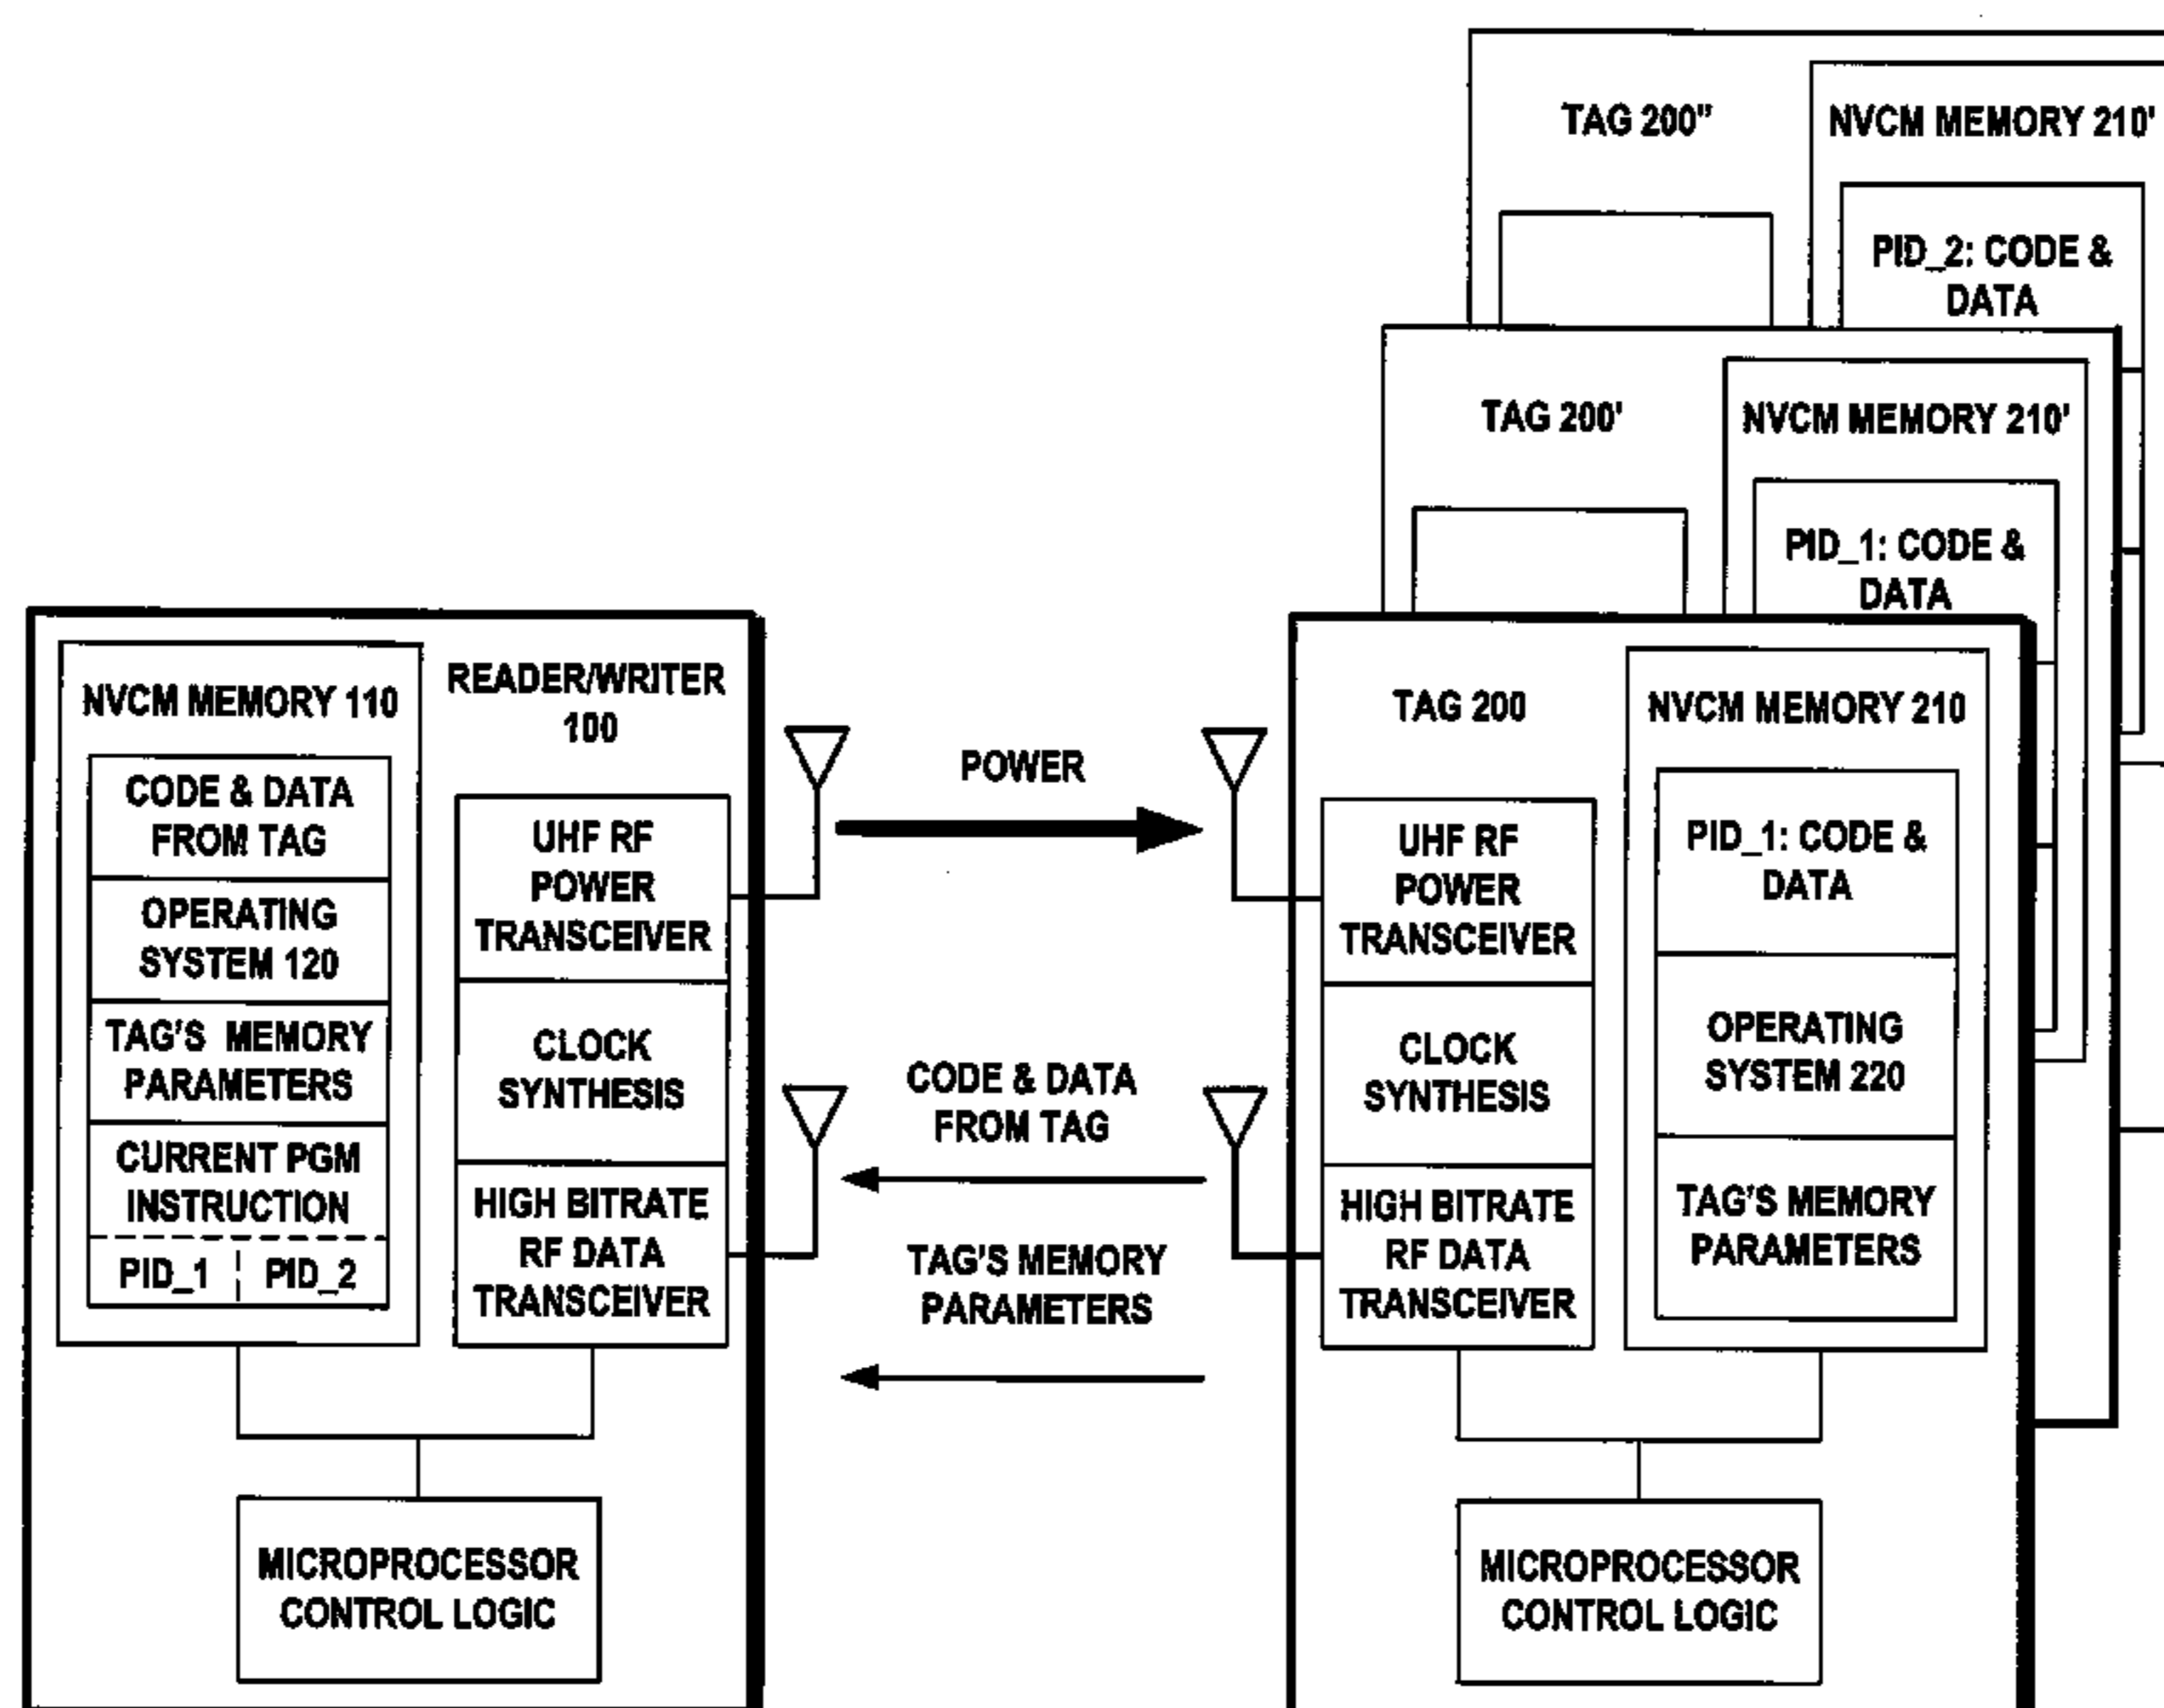 TAG 200"
NVCM MEMORY 210'
PID_2: CODE &
DATA
TAG 200'
NVCM MEMORY 210'
PID_1: CODE &
DATA
NVCM MEMORY 110
CODE & DATA
FROM TAG
OPERATING
SYSTEM 120
TAG'S MEMORY
PARAMETERS
CURRENT PGM
INSTRUCTION
PID_1
PID_2
READER/WRITER
100
UHF RF
POWER
TRANSCEIVER
CLOCK
SYNTHESIS
HIGH BITRATE
RF DATA
TRANSCEIVER
MICROPROCESSOR
CONTROL LOGIC
POWER
CODE & DATA
FROM TAG
TAG'S MEMORY
PARAMETERS
TAG 200
UHF RF
POWER
TRANSCEIVER
CLOCK
SYNTHESIS
HIGH BITRATE
RF DATA
TRANSCEIVER
NVCM MEMORY 210
PID_1: CODE &
DATA
OPERATING
SYSTEM 220
TAG'S MEMORY
PARAMETERS
MICROPROCESSOR
CONTROL LOGIC